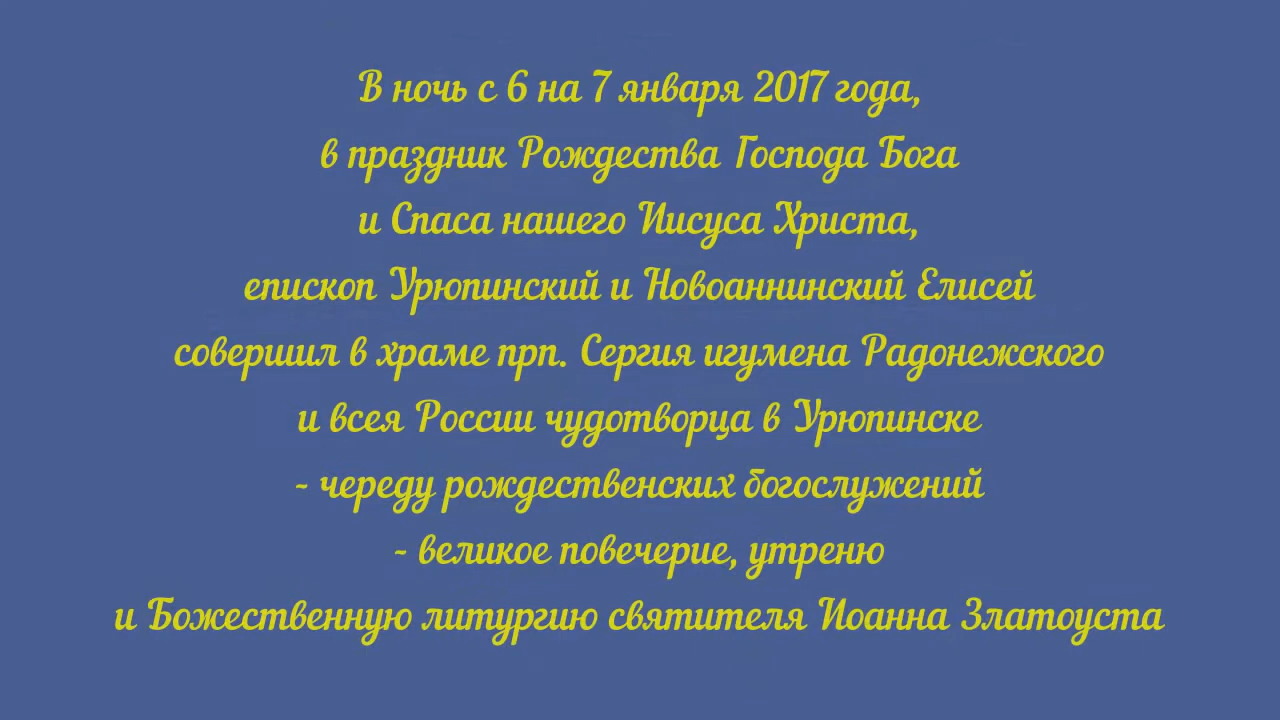 В ночь с 6 на 7 января 2017 года,
в праздник Рождества Господа Бога
и Спаса нашего Иисуса Христа,
епископ Урюпинский и Новоаннинский Елисей
совершил в храме прп. Сергия игумена Радонежского
и всея России чудотворца в Урюпинске
- череду рождественских богослужений
- великое повечерие, утреню
и Божественную литургию святителя Иоанна Златоуста